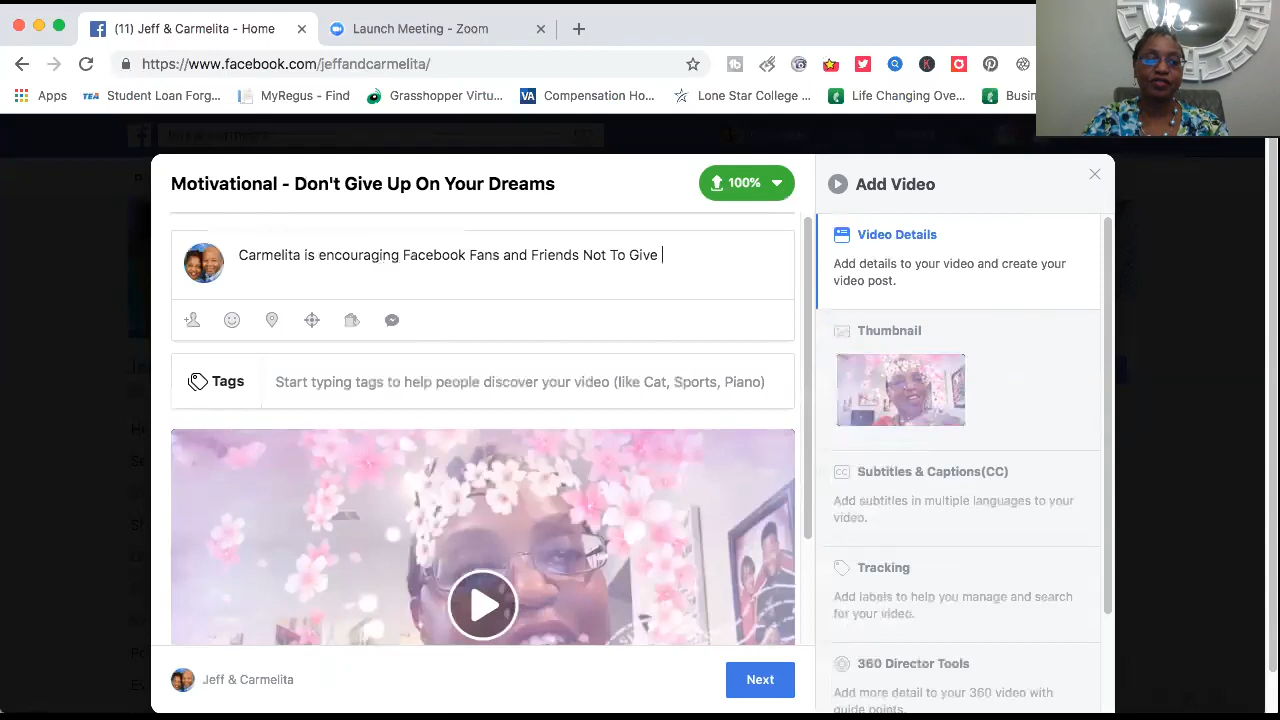 (11) Jeff & Carmelita - Home
Launch Meeting - Zoom
https://www.facebook.com/jeffandcarmelita/
Apps
Student Loan Forg...
MyRegus - Find
Grasshopper Virtu...
Compensation Ho...
Lone Star College ...
Life Changing Ove...
Busin
Motivational - Don't Give Up On Your Dreams
100%
Add Video
Carmelita is encouraging Facebook Fans and Friends Not To Give
Tags
Start typing tags to help people discover your video (like Cat, Sports, Piano)
Jeff & Carmelita
Next
Video Details
Add details to your video and create your
video post.
Thumbnail
CC
Subtitles & Captions(CC)
Add subtitles in multiple languages to your
video.
Tracking
Add labels to help you manage and search
for your video.
360 Director Tools
Add more detail to your 360 video with
guide points.